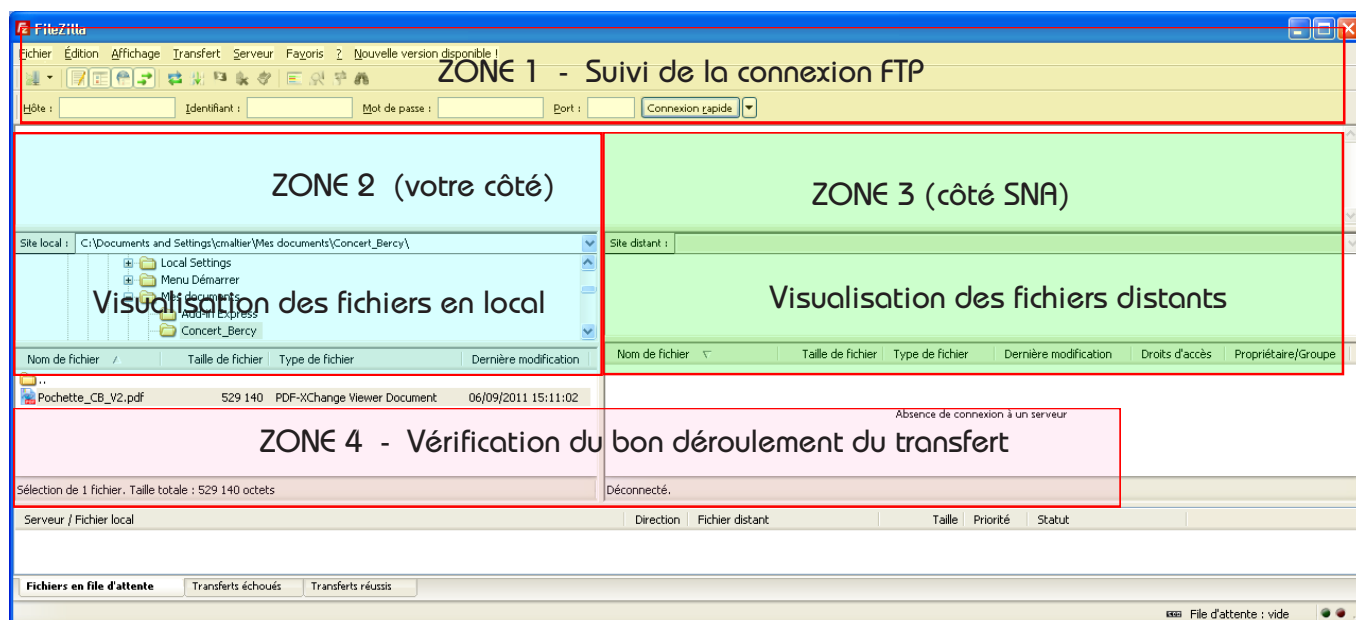 FileZilla
Fichier Édition Affichage Transfert Serveur Favoris ? Nouvelle version disponible !
ZONE 1 - Suivi de la connexion FTP
Hôte : Identifiant : Mot de passe : Port : Connexion rapide
ZONE 2 (votre côté)
ZONE 3 (côté SNA)
Site local : C:\Documents and Settings\cmaltier\Mes documents\Concert_Bercy\
Site distant :
Local Settings
Menu Démarrer
Mes documents
Visualisation des fichiers en local
Visualisation des fichiers distants
Add-in Express
Concert_Bercy
Nom de fichier Taille de fichier Type de fichier Dernière modification
Nom de fichier Taille de fichier Type de fichier Dernière modification Droits d'accès Propriétaire/Groupe
..
Pochette_CB_V2.pdf 529 140 PDF-XChange Viewer Document 06/09/2011 15:11:02
Absence de connexion à un serveur
ZONE 4 - Vérification du bon déroulement du transfert
Sélection de 1 fichier. Taille totale : 529 140 octets
Déconnecté.
Serveur / Fichier local Direction Fichier distant Taille Priorité Statut
Fichiers en file d'attente Transferts échoués Transferts réussis
File d'attente : vide